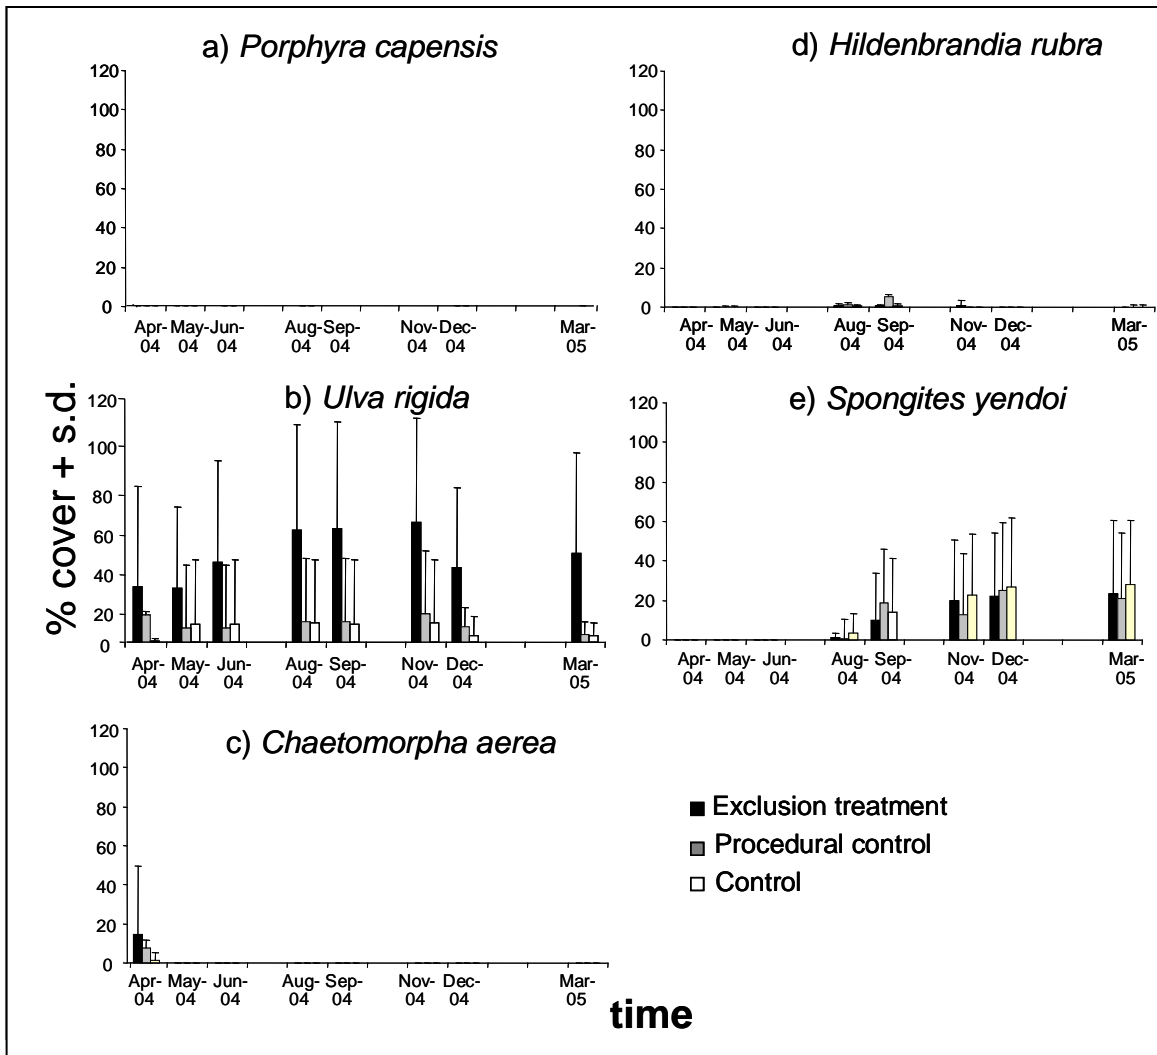 a) Porphyra capensis
120
100
80
60
40
20
0
Apr- May- Jun- Aug- Sep- Nov- Dec- Mar-
04 04 04 04 04 04 04 05
d) Hildenbrandia rubra
120
100
80
60
40
20
0
Apr- May- Jun- Aug- Sep- Nov- Dec- Mar-
04 04 04 04 04 04 04 05
% cover + s.d.
b) Ulva rigida
120
100
80
60
40
20
0
Apr- May- Jun- Aug- Sep- Nov- Dec- Mar-
04 04 04 04 04 04 04 05
e) Spongites yendoi
120
100
80
60
40
20
0
Apr- May- Jun- Aug- Sep- Nov- Dec- Mar-
04 04 04 04 04 04 04 05
c) Chaetomorpha aerea
120
100
80
60
40
20
0
Apr- May- Jun- Aug- Sep- Nov- Dec- Mar-
04 04 04 04 04 04 04 05
Exclusion treatment
Procedural control
Control
time